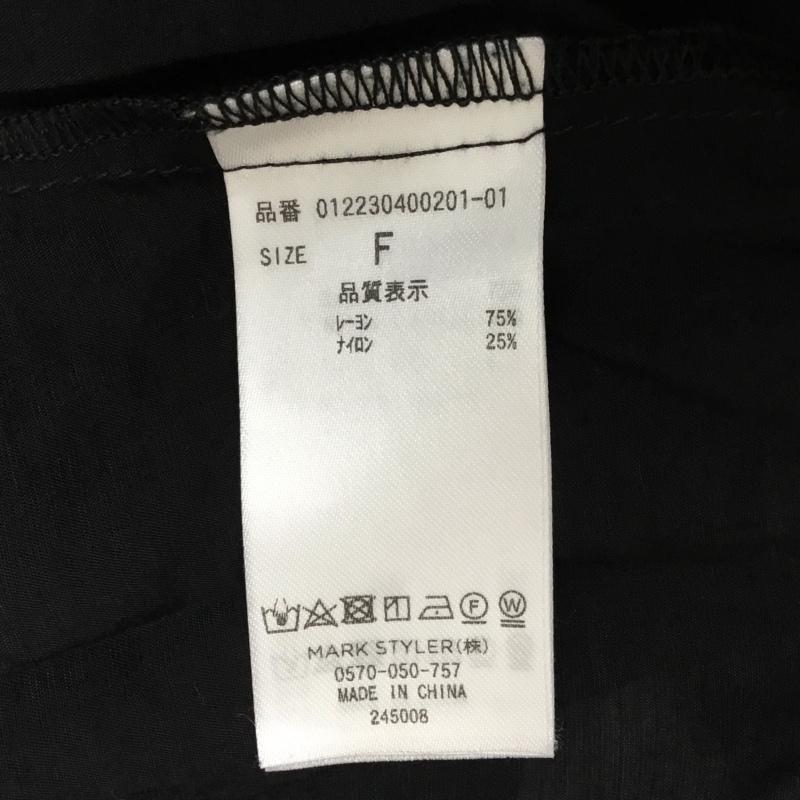 品番 012230400201-01
SIZE F
品質表示
ﾚｰﾖﾝ 75%
ﾅｲﾛﾝ 25%
F W
MARK STYLER(株)
0570-050-757
MADE IN CHINA
245008